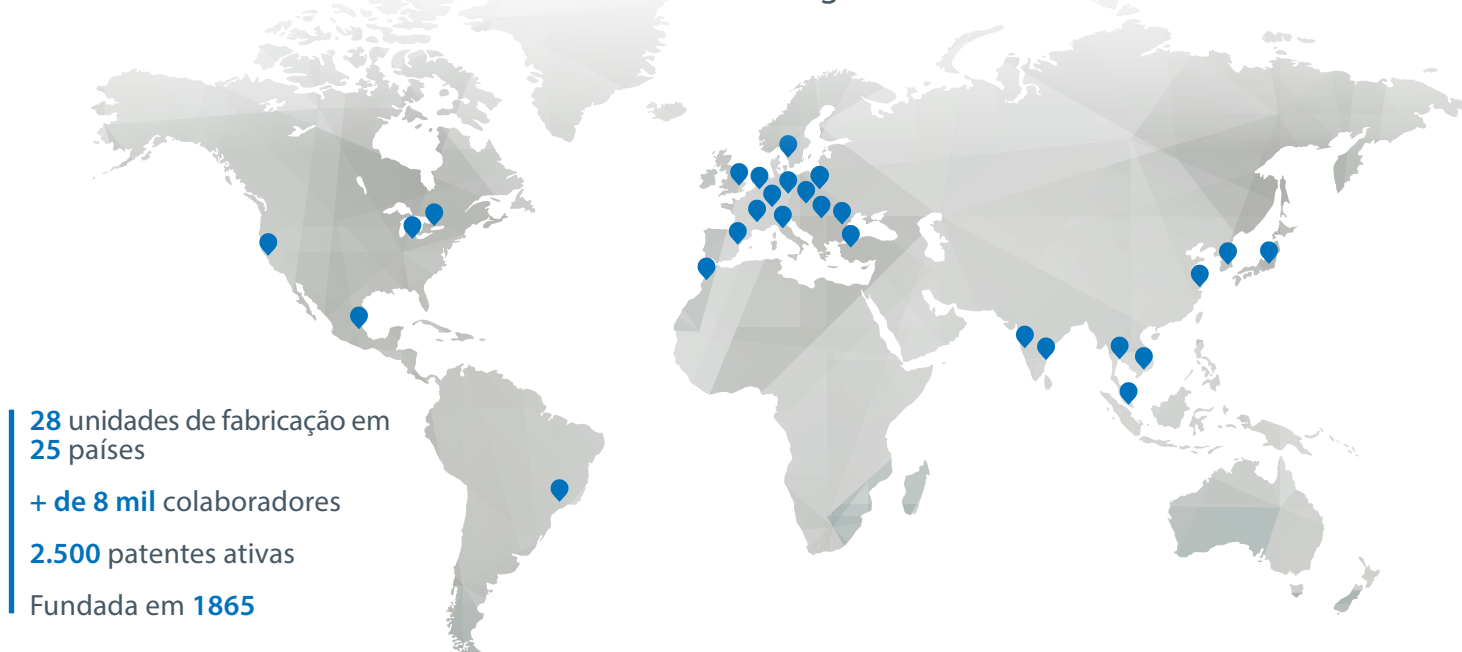 28 unidades de fabricação em
25 países
+ de 8 mil colaboradores
2.500 patentes ativas
Fundada em 1865